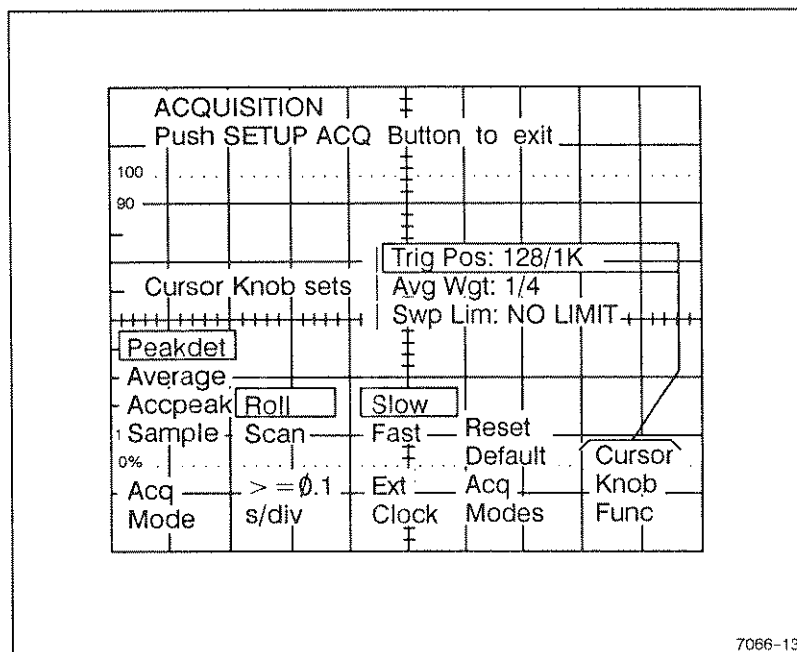 ACQUISITION
Push SETUP ACQ Button to exit
100
90
Trig Pos: 128/1K
Cursor Knob sets
Avg Wgt: 1/4
Swp Lim: NO LIMIT
Peakdet
Average
Accpeak Roll Slow
1 Sample Scan Fast Reset
0% Default Cursor
Acq >=0.1 Ext Acq Knob
Mode s/div Clock Modes Func
7066-13